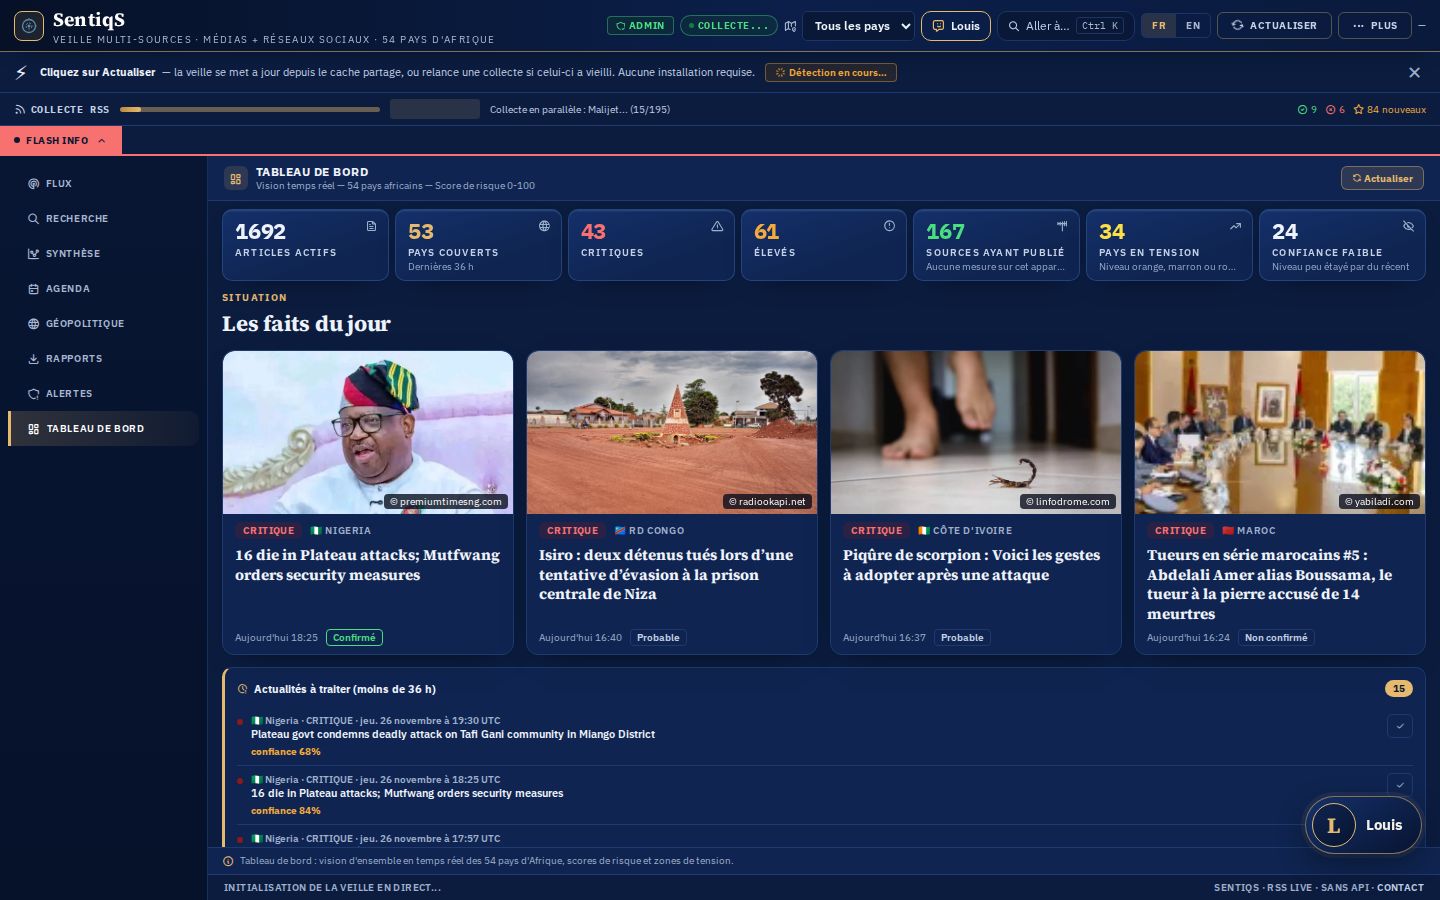 SentiqS
VEILLE MULTI-SOURCES · MÉDIAS + RÉSEAUX SOCIAUX · 54 PAYS D'AFRIQUE
ADMIN
COLLECTE...
Tous les pays
Louis
Aller à...
Ctrl K
FR
EN
ACTUALISER
PLUS
Cliquez sur Actualiser — la veille se met a jour depuis le cache partage, ou relance une collecte si celui-ci a vieilli. Aucune installation requise.
Détection en cours...
COLLECTE RSS
Collecte en parallèle : Malijet... (15/195)
9
6
84 nouveaux
FLASH INFO
FLUX
RECHERCHE
SYNTHÈSE
AGENDA
GÉOPOLITIQUE
RAPPORTS
ALERTES
TABLEAU DE BORD
TABLEAU DE BORD
Vision temps réel — 54 pays africains — Score de risque 0-100
Actualiser
1692
ARTICLES ACTIFS
53
PAYS COUVERTS
Dernières 36 h
43
CRITIQUES
61
ÉLEVÉS
167
SOURCES AYANT PUBLIÉ
Aucune mesure sur cet appar...
34
PAYS EN TENSION
Niveau orange, marron ou ro...
24
CONFIANCE FAIBLE
Niveau peu étayé par du récent
SITUATION
Les faits du jour
© premiumtimesng.com
CRITIQUE
NIGERIA
16 die in Plateau attacks; Mutfwang
orders security measures
Aujourd'hui 18:25
Confirmé
© radiookapi.net
CRITIQUE
RD CONGO
Isiro : deux détenus tués lors d’une
tentative d’évasion à la prison
centrale de Niza
Aujourd'hui 16:40
Probable
© linfodrome.com
CRITIQUE
CÔTE D'IVOIRE
Piqûre de scorpion : Voici les gestes
à adopter après une attaque
Aujourd'hui 16:37
Probable
© yabiladi.com
CRITIQUE
MAROC
Tueurs en série marocains #5 :
Abdelali Amer alias Boussama, le
tueur à la pierre accusé de 14
meurtres
Aujourd'hui 16:24
Non confirmé
Actualités à traiter (moins de 36 h)
15
Nigeria · CRITIQUE · jeu. 26 novembre à 19:30 UTC
Plateau govt condemns deadly attack on Tafi Gani community in Miango District
confiance 68%
Nigeria · CRITIQUE · jeu. 26 novembre à 18:25 UTC
16 die in Plateau attacks; Mutfwang orders security measures
confiance 84%
Nigeria · CRITIQUE · jeu. 26 novembre à 17:57 UTC
L
Louis
Tableau de bord : vision d'ensemble en temps réel des 54 pays d'Afrique, scores de risque et zones de tension.
INITIALISATION DE LA VEILLE EN DIRECT...
SENTIQS · RSS LIVE · SANS API · CONTACT